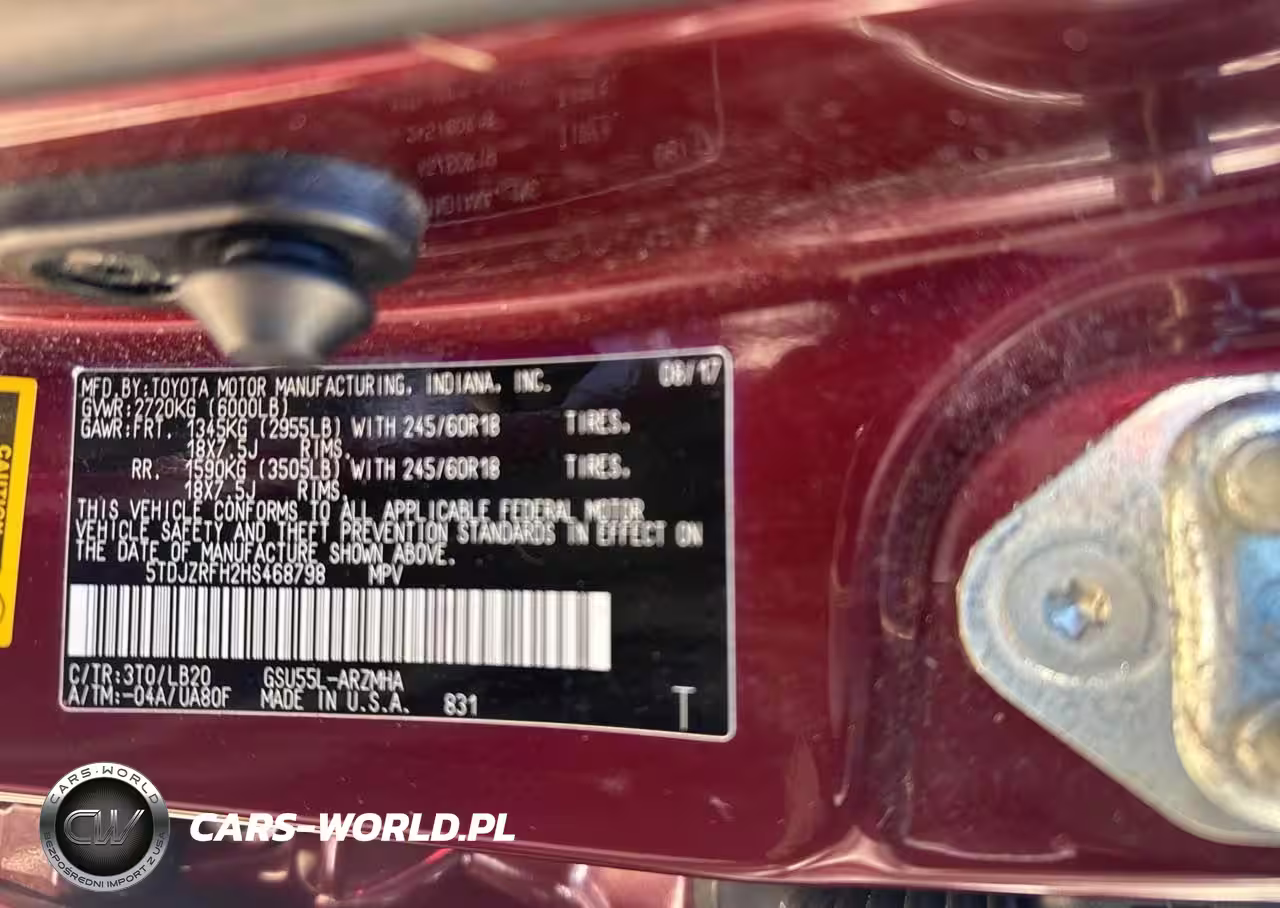 MFD.BY:TOYOTA MOTOR MANUFACTURING, INDIANA, INC. 08/17
GVWR:2720KG (6000LB)
GAWR:FRT. 1345KG (2955LB) WITH 245/60R18 TIRES.
18X7.5J RIMS.
RR. 1590KG (3505LB) WITH 245/60R18 TIRES.
18X7.5J RIMS.
THIS VEHICLE CONFORMS TO ALL APPLICABLE FEDERAL MOTOR
VEHICLE SAFETY AND THEFT PREVENTION STANDARDS IN EFFECT ON
THE DATE OF MANUFACTURE SHOWN ABOVE.
5TDJZRFH2HS468798 MPV
C/TR:3T0/LB20 GSU55L-ARZMHA
A/TM:-04A/UA80F MADE IN U.S.A. 831
T
CAUTION
CARS-WORLD
CW
BEZPOŚREDNI IMPORT Z USA
CARS-WORLD.PL